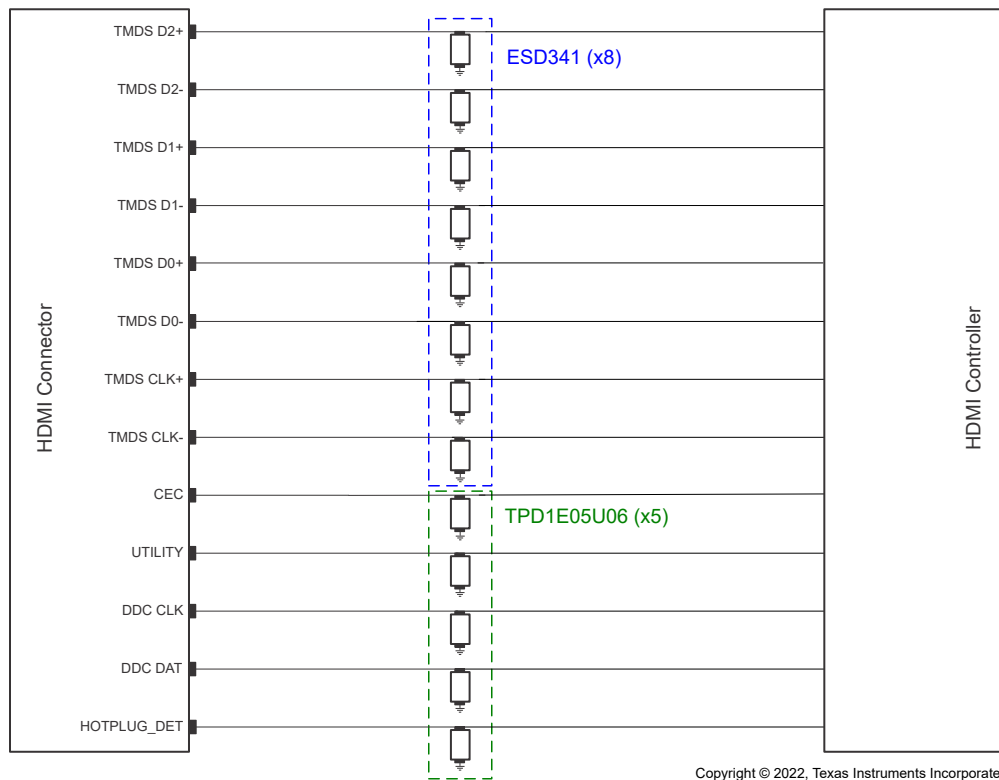 TMDS D2+
ESD341 (x8)
TMDS D2-
TMDS D1+
TMDS D1-
TMDS D0+
TMDS D0-
HDMI Connector
HDMI Controller
TMDS CLK+
TMDS CLK-
CEC
TPD1E05U06 (x5)
UTILITY
DDC CLK
DDC DAT
HOTPLUG_DET
Copyright © 2022, Texas Instruments Incorporate